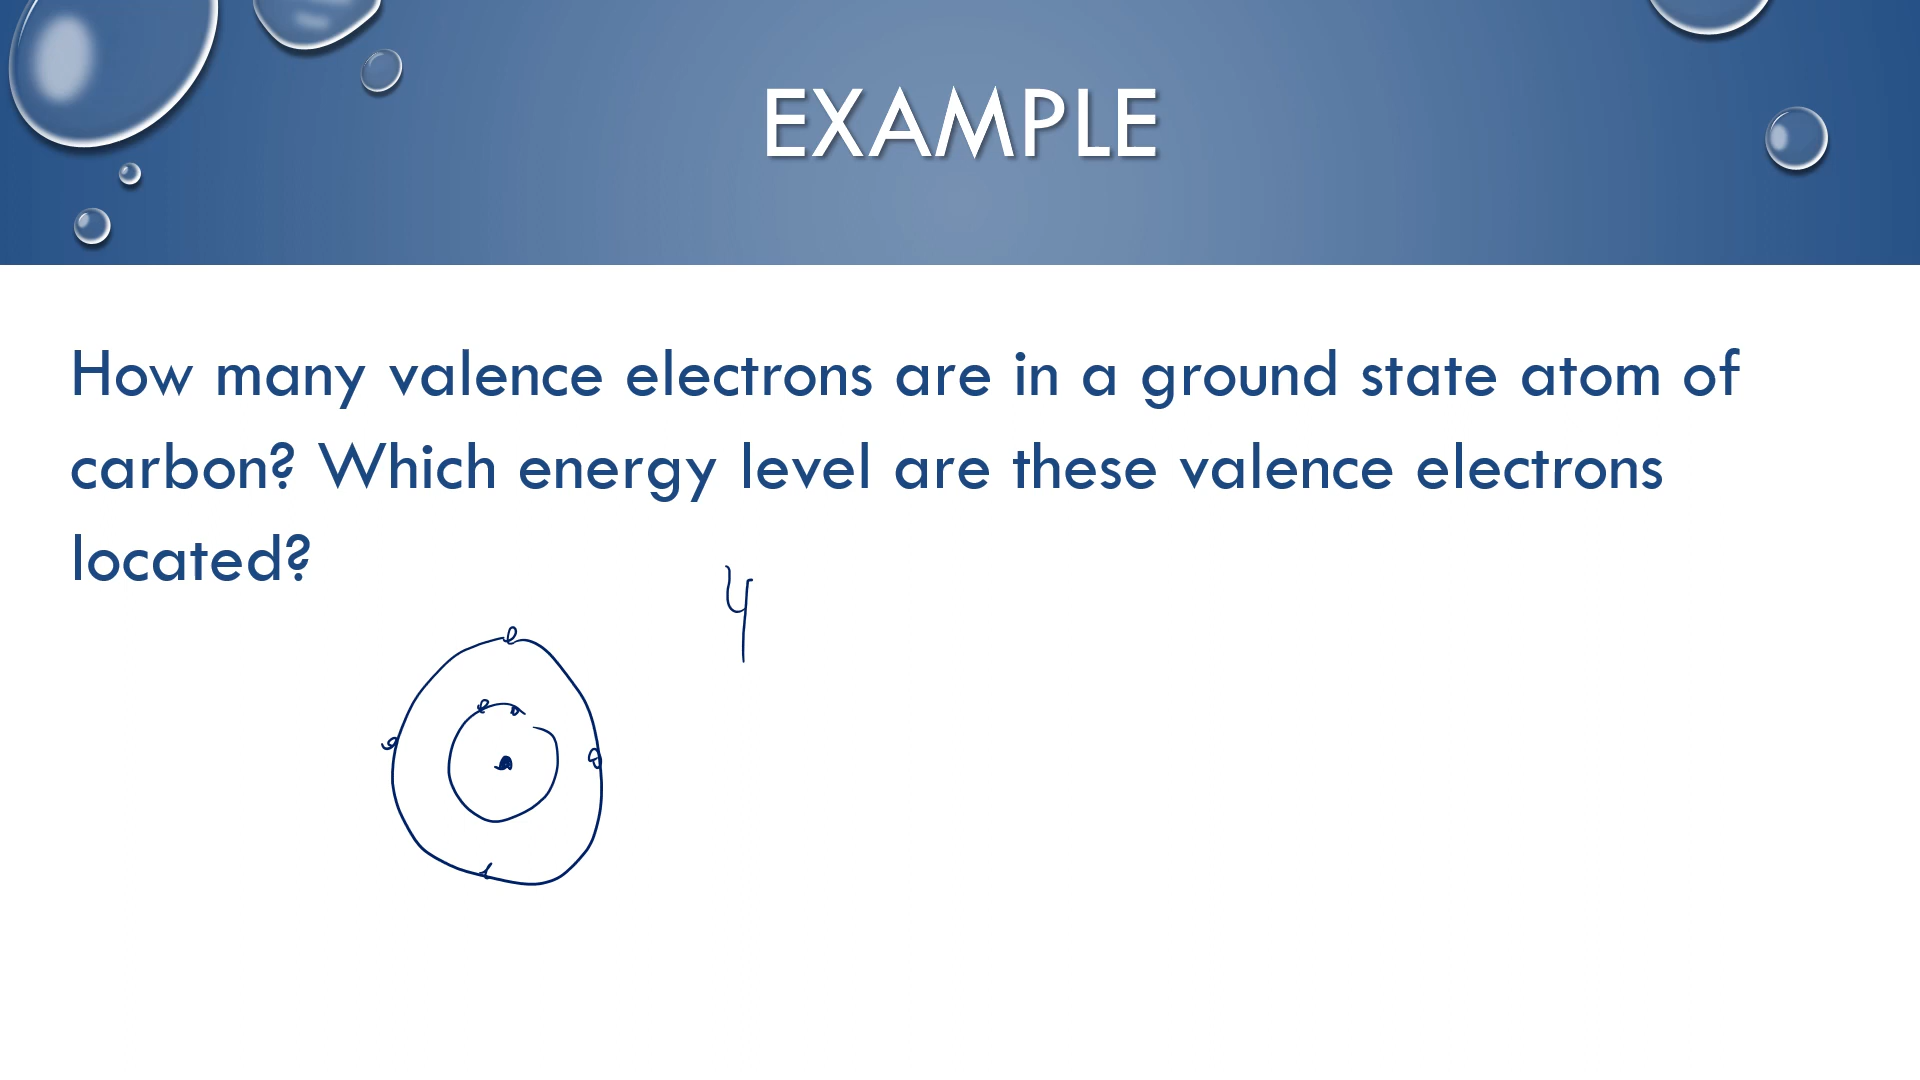 EXAMPLE
How many valence electrons are in a ground state atom of
carbon? Which energy level are these valence electrons
located?
4